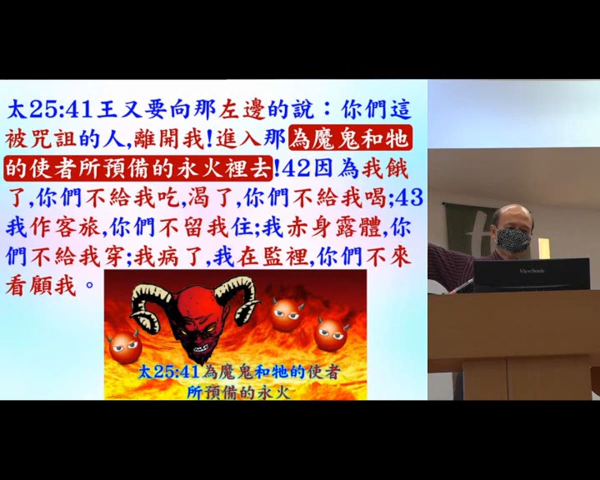 太25:41王又要向那左邊的說：你們這
被咒詛的人,離開我!進入那為魔鬼和牠
的使者所預備的永火裡去!42因為我餓
了,你們不給我吃,渴了,你們不給我喝;43
我作客旅,你們不留我住;我赤身露體,你
們不給我穿;我病了,我在監裡,你們不來
看顧我。
太25:41為魔鬼和牠的使者
所預備的永火
ViewSonic